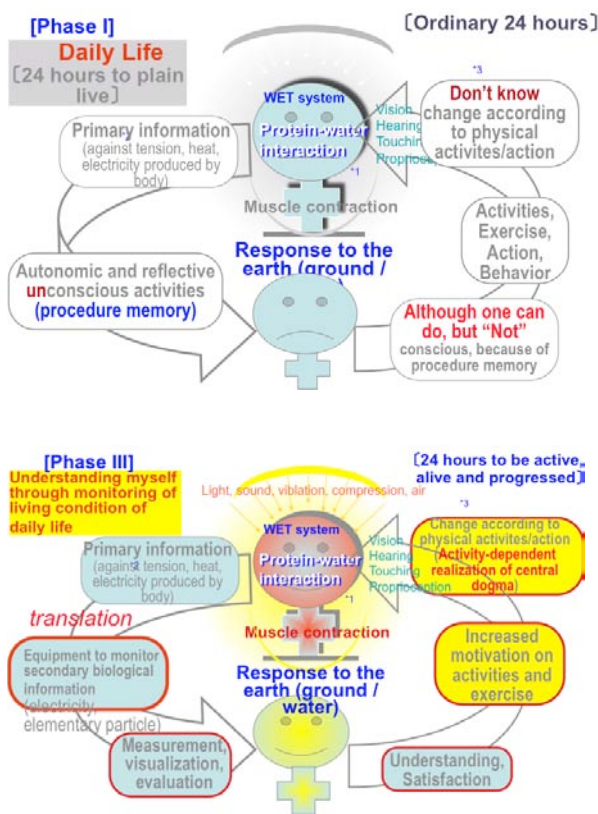 [Phase I]
Daily Life
〔24 hours to plain
live〕
〔Ordinary 24 hours〕
WET system
Protein-water
interaction
*1
Muscle contraction
Vision
Hearing
Touching
*3
Don't know
change according
to physical
activites/action
Primary information
(against tension, heat,
electricity produced by
body)
Activities,
Exercise,
Action,
Behavior
Response to the
earth (ground /
Autonomic and reflective
unconscious activities
(procedure memory)
Although one can
do, but “Not”
conscious, because of
procedure memory
[Phase III]
Understanding myself
through monitoring of
living condition of
daily life
〔24 hours to be active,
alive and progressed〕
Light, sound, viblation, compression, air
WET system
Protein-water
interaction
*1
Muscle contraction
Vision
Hearing
Touching
Proprioception
*3
Change according to
physical activites/action
(Activity-dependent
realization of central
dogma)
Primary information
(against tension, heat,
electricity produced by
body)
translation
Equipment to monitor
secondary biological
information
(electricity,
elementary particle)
Increased
motivation on
activities and
exercise
Response to the
earth (ground /
water)
Measurement,
visualization,
evaluation
Understanding,
Satisfaction